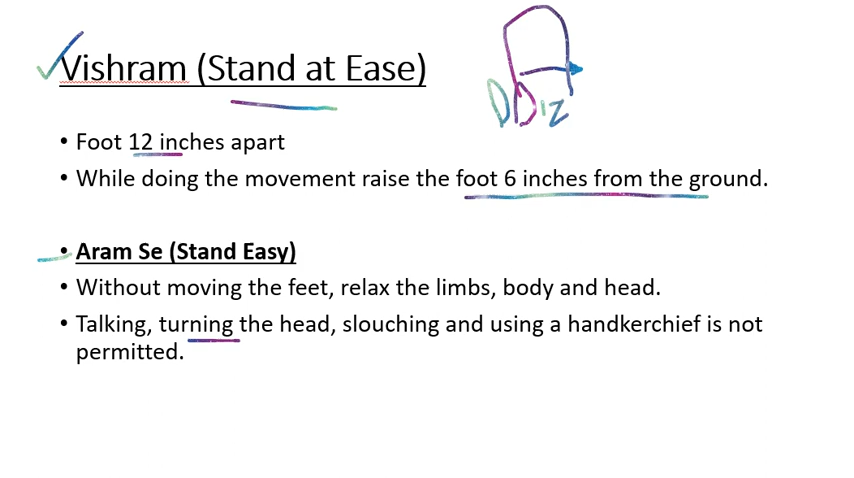 Vishram (Stand at Ease)
• Foot 12 inches apart
• While doing the movement raise the foot 6 inches from the ground.
• Aram Se (Stand Easy)
• Without moving the feet, relax the limbs, body and head.
• Talking, turning the head, slouching and using a handkerchief is not
permitted.